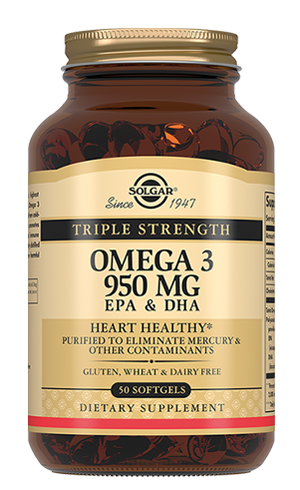 SOLGAR®
Since 1947
TRIPLE STRENGTH
OMEGA 3
950 MG
EPA & DHA
HEART HEALTHY*
PURIFIED TO ELIMINATE MERCURY &
OTHER CONTAMINANTS
GLUTEN, WHEAT & DAIRY FREE
50 SOFTGELS
DIETARY SUPPLEMENT